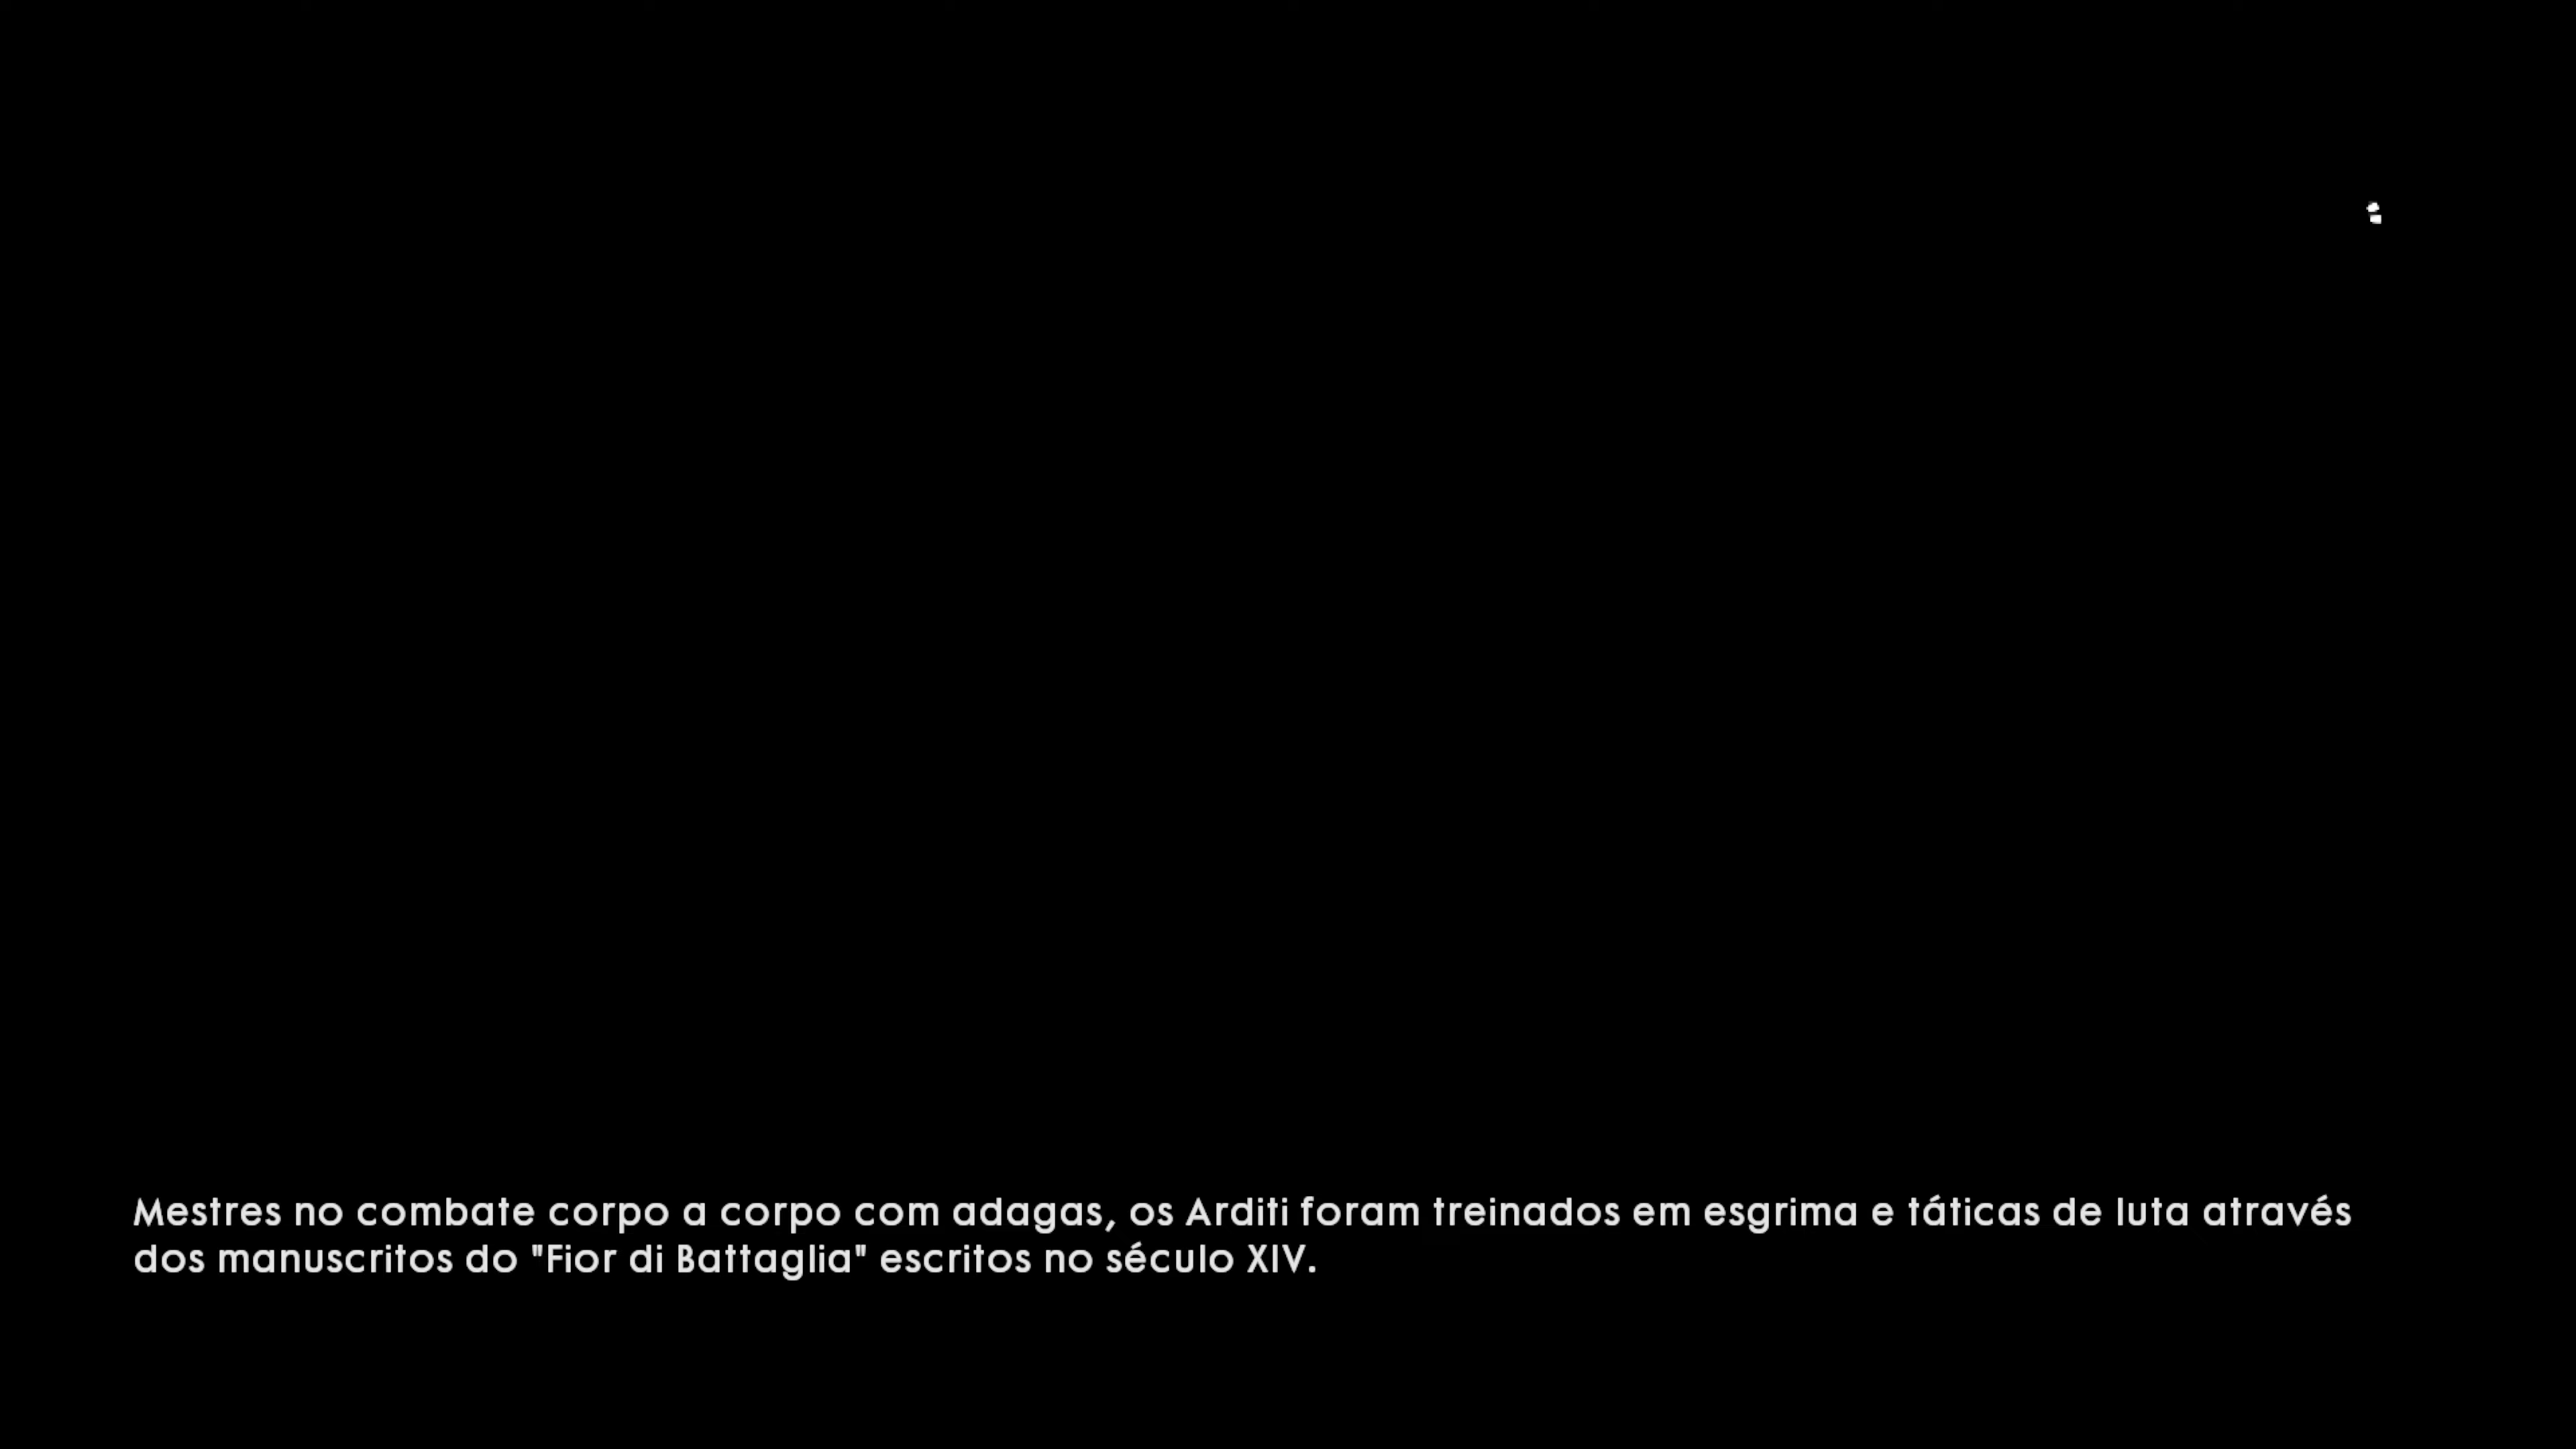 Mestres no combate corpo a corpo com adagas, os Arditi foram treinados em esgrima e táticas de luta através
dos manuscritos do "Fior di Battaglia" escritos no século XIV.